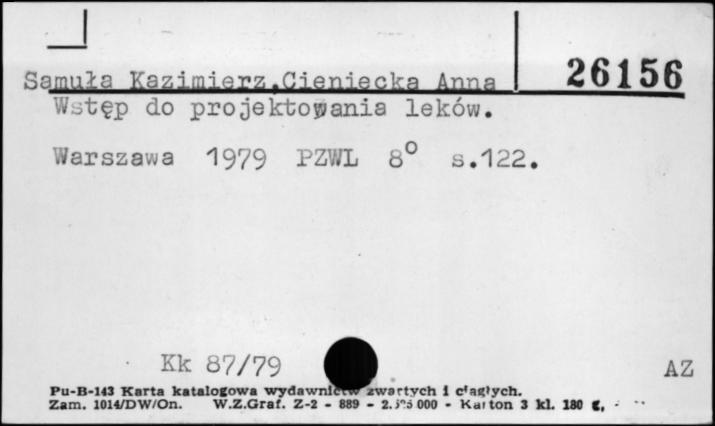 Samuła Kazimierz,Cieniecka Anna 26156
Wstęp do projektowania leków.
Warszawa 1979 PZWL 8° s.122.
Kk 87/79 AZ
Pu-B-143 Karta katalogowa wydawnictw zwartych i ciągłych.
Zam. 1014/DW/On. W.Z.Graf. Z-2 - 889 - 000 - Karton 3 kl. 180 g,